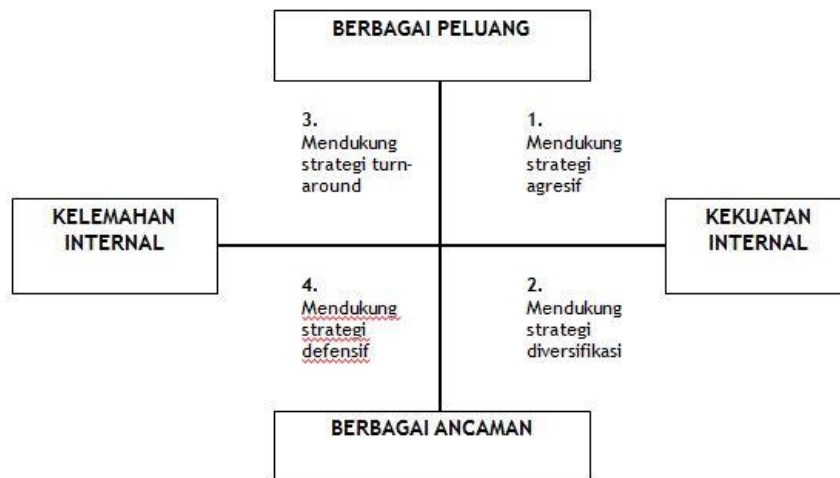 BERBAGAI PELUANG
3.
Mendukung
strategi turn-
around
1.
Mendukung
strategi
agresif
KELEMAHAN
INTERNAL
KEKUATAN
INTERNAL
4.
Mendukung
strategi
defensif
2.
Mendukung
strategi
diversifikasi
BERBAGAI ANCAMAN